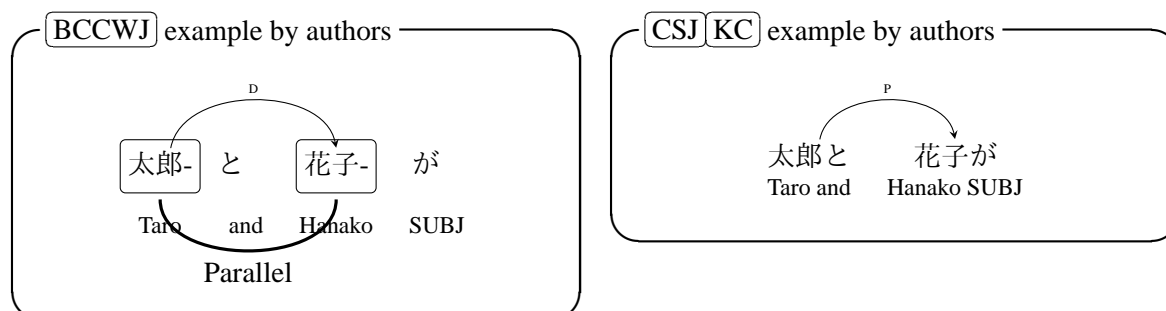 BCCWJ example by authors
D
太郎- と 花子- が
Taro and Hanako SUBJ
Parallel
CSJ KC example by authors
P
太郎と 花子が
Taro and Hanako SUBJ